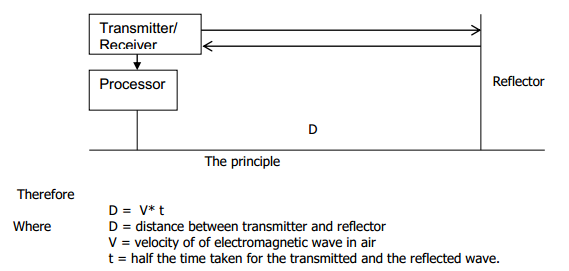 Transmitter/
Receiver
Processor
Reflector
D
The principle
Therefore
D = V* t
Where D = distance between transmitter and reflector
V = velocity of of electromagnetic wave in air
t = half the time taken for the transmitted and the reflected wave.